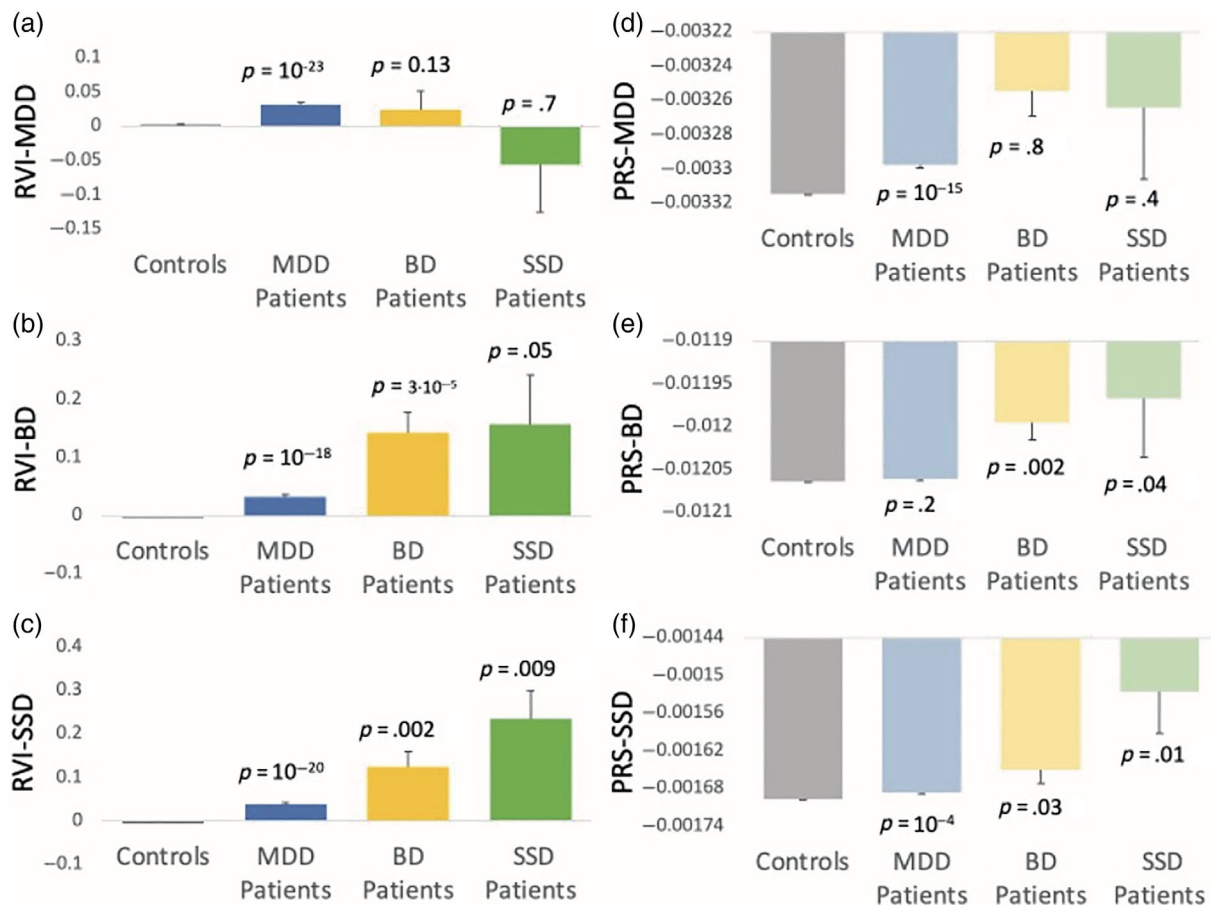 (a)
RVI-MDD
0.1
0.05
0
−0.05
−0.1
−0.15
p = 10⁻²³
p = 0.13
p = .7
Controls
MDD
Patients
BD
Patients
SSD
Patients
(b)
RVI-BD
0.3
0.2
0.1
0
−0.1
p = 10⁻¹⁸
p = 3·10⁻⁵
p = .05
Controls
MDD
Patients
BD
Patients
SSD
Patients
(c)
RVI-SSD
0.4
0.3
0.2
0.1
0
−0.1
p = 10⁻²⁰
p = .002
p = .009
Controls
MDD
Patients
BD
Patients
SSD
Patients
(d)
PRS-MDD
−0.00322
−0.00324
−0.00326
−0.00328
−0.0033
−0.00332
p = 10⁻¹⁵
p = .8
p = .4
Controls
MDD
Patients
BD
Patients
SSD
Patients
(e)
PRS-BD
−0.0119
−0.01195
−0.012
−0.01205
−0.0121
p = .2
p = .002
p = .04
Controls
MDD
Patients
BD
Patients
SSD
Patients
(f)
PRS-SSD
−0.00144
−0.0015
−0.00156
−0.00162
−0.00168
−0.00174
p = 10⁻⁴
p = .03
p = .01
Controls
MDD
Patients
BD
Patients
SSD
Patients